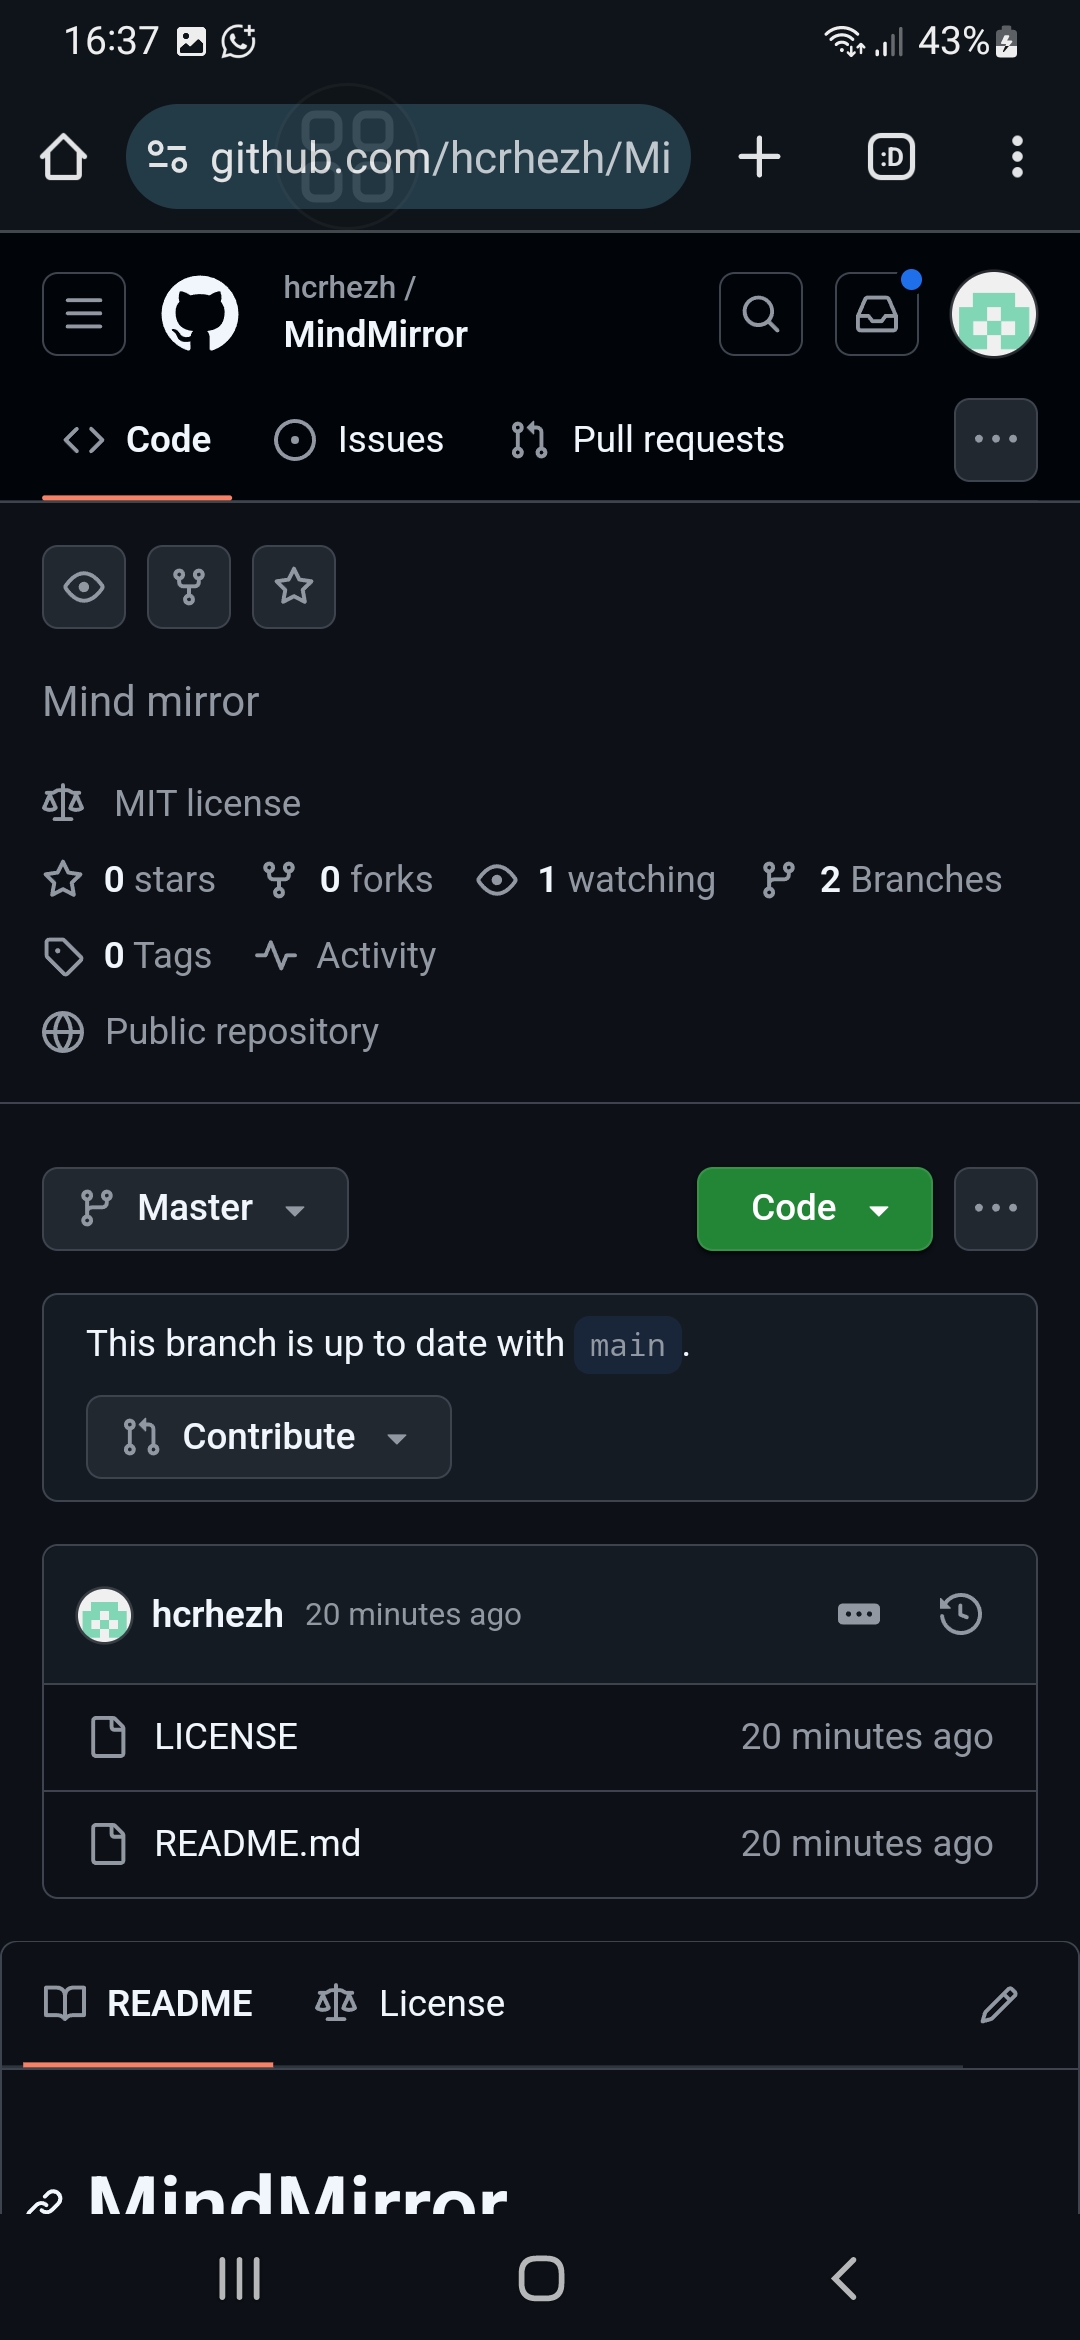 16:37
43%
github.com/hcrhezh/Mi
:D
hcrhezh /
MindMirror
Code
Issues
Pull requests
Mind mirror
MIT license
0 stars
0 forks
1 watching
2 Branches
0 Tags
Activity
Public repository
Master
Code
This branch is up to date with main.
Contribute
hcrhezh 20 minutes ago
LICENSE 20 minutes ago
README.md 20 minutes ago
README
License
MindMirror